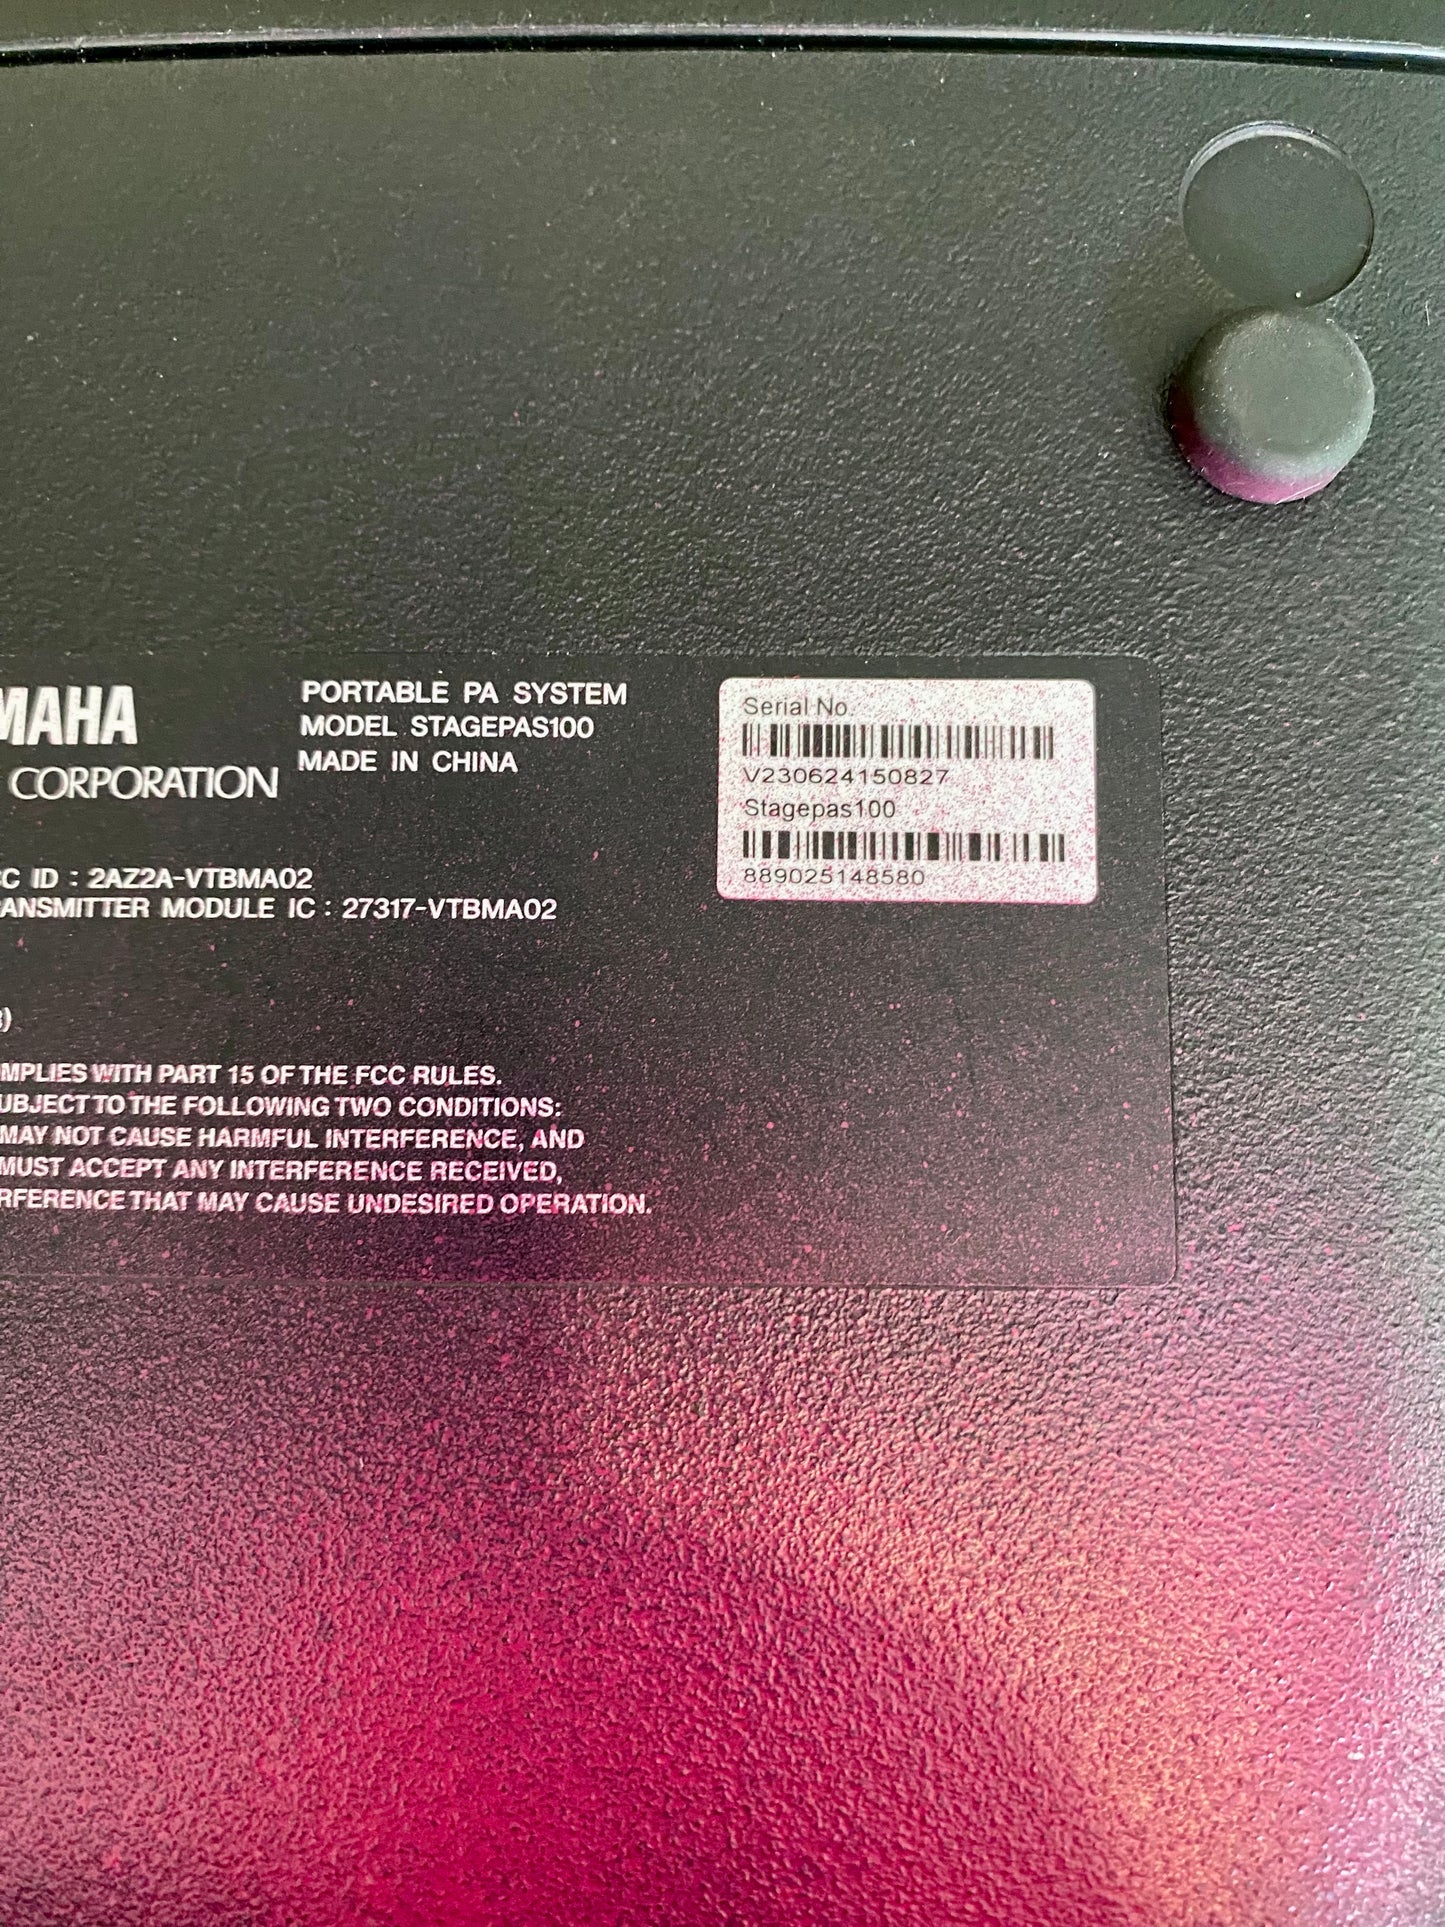 MAHA
CORPORATION
PORTABLE PA SYSTEM
MODEL STAGEPAS100
MADE IN CHINA
C ID : 2AZ2A-VTBMA02
ANSMITTER MODULE IC : 27317-VTBMA02
)
MPLIES WITH PART 15 OF THE FCC RULES.
UBJECT TO THE FOLLOWING TWO CONDITIONS:
MAY NOT CAUSE HARMFUL INTERFERENCE, AND
MUST ACCEPT ANY INTERFERENCE RECEIVED,
RFERENCE THAT MAY CAUSE UNDESIRED OPERATION.
Serial No.
V230624150827
Stagepas100
889025148580